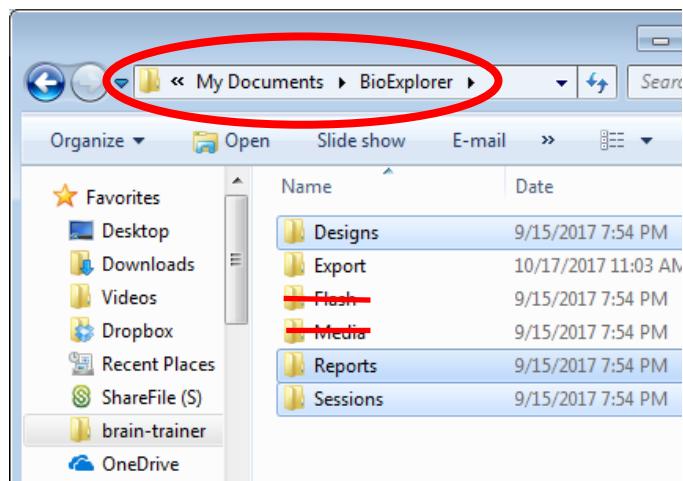 « My Documents BioExplorer
Sear
Organize Open Slide show E-mail »
Favorites
Desktop
Downloads
Videos
Dropbox
Recent Places
ShareFile (S)
brain-trainer
OneDrive
Name Date
Designs 9/15/2017 7:54 PM
Export 10/17/2017 11:03 AM
Flash 9/15/2017 7:54 PM
Media 9/15/2017 7:54 PM
Reports 9/15/2017 7:54 PM
Sessions 9/15/2017 7:54 PM